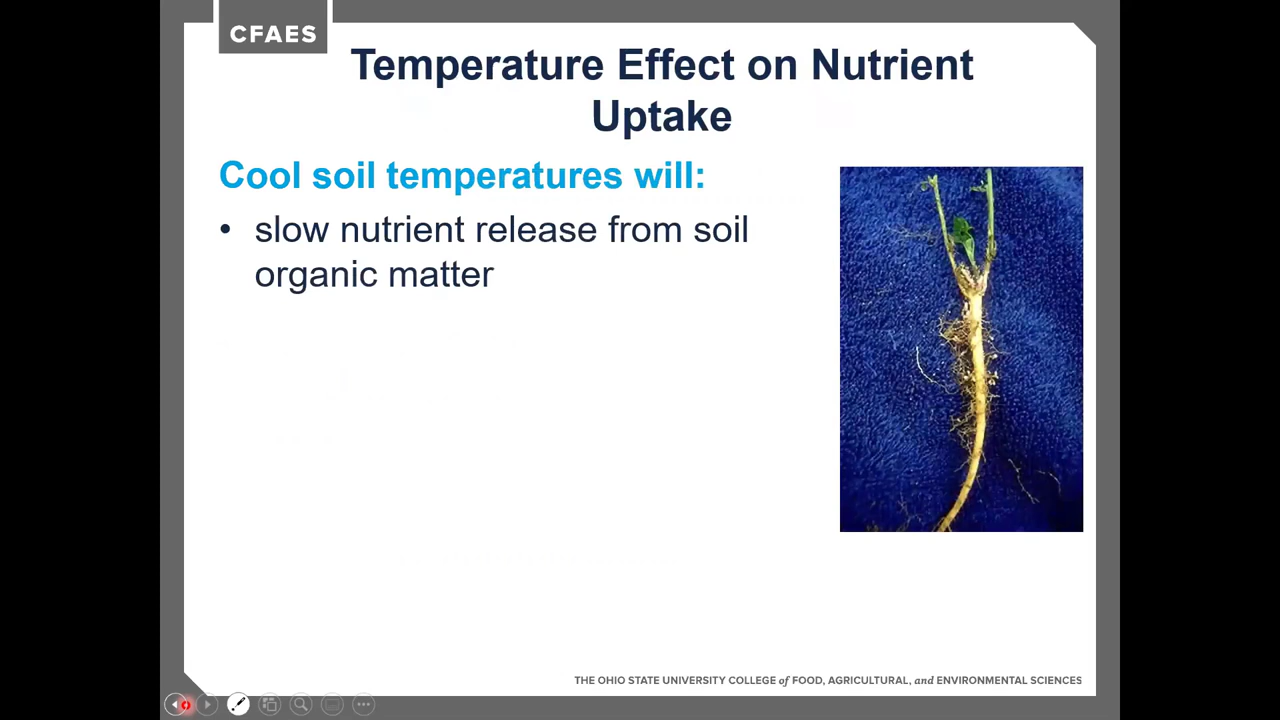 CFAES
Temperature Effect on Nutrient
Uptake
Cool soil temperatures will:
• slow nutrient release from soil
organic matter
THE OHIO STATE UNIVERSITY COLLEGE of FOOD, AGRICULTURAL, and ENVIRONMENTAL SCIENCES